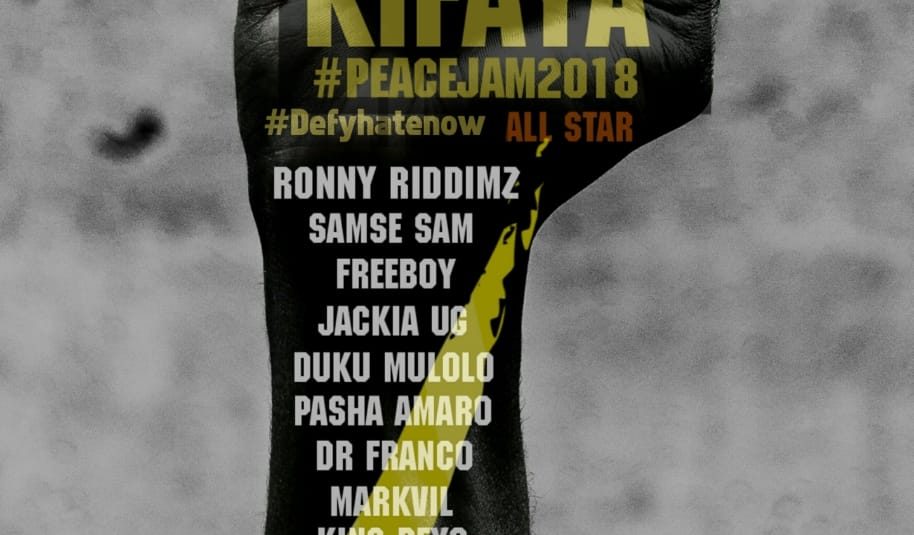 KIFAYA
#PEACEJAM2018
#Defyhatenow ALL STAR
RONNY RIDDIMZ
SAMSE SAM
FREEBOY
JACKIA UG
DUKU MULOLO
PASHA AMARO
DR FRANCO
MARKVIL
KING